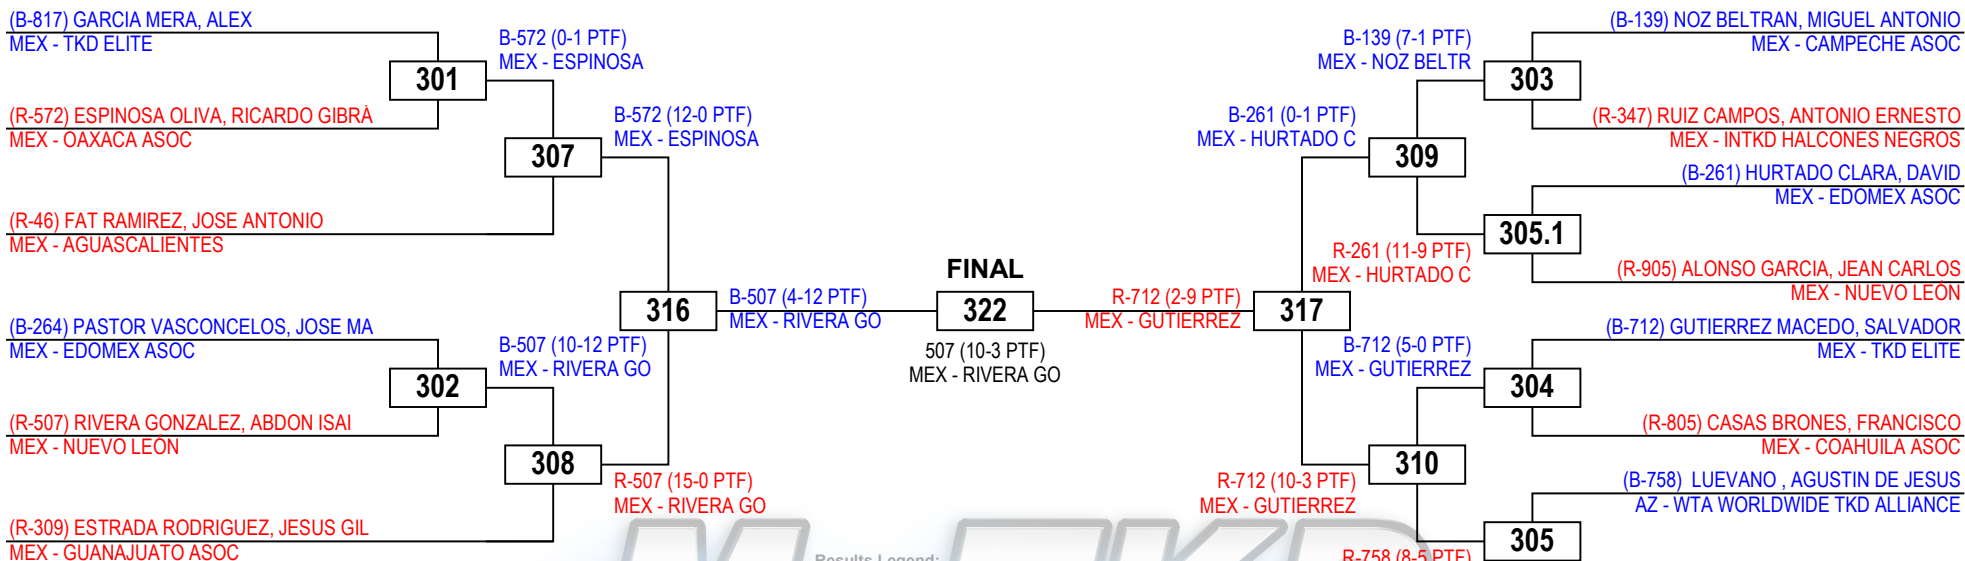 (B-817) GARCIA MERA, ALEX
MEX - TKD ELITE
301
(R-572) ESPINOSA OLIVA, RICARDO GIBRÁ
MEX - OAXACA ASOC
B-572 (0-1 PTF)
MEX - ESPINOSA
307
(R-46) FAT RAMIREZ, JOSE ANTONIO
MEX - AGUASCALIENTES
B-572 (12-0 PTF)
MEX - ESPINOSA
316
(B-264) PASTOR VASCONCELOS, JOSE MA
MEX - EDOMEX ASOC
302
(R-507) RIVERA GONZALEZ, ABDON ISAI
MEX - NUEVO LEÓN
B-507 (10-12 PTF)
MEX - RIVERA GO
308
(R-309) ESTRADA RODRIGUEZ, JESUS GIL
MEX - GUANAJUATO ASOC
R-507 (15-0 PTF)
MEX - RIVERA GO
B-507 (4-12 PTF)
MEX - RIVERA GO
FINAL
322
507 (10-3 PTF)
MEX - RIVERA GO
R-712 (2-9 PTF)
MEX - GUTIERREZ
317
B-261 (0-1 PTF)
MEX - HURTADO C
309
B-139 (7-1 PTF)
MEX - NOZ BELTR
303
(B-139) NOZ BELTRAN, MIGUEL ANTONIO
MEX - CAMPECHE ASOC
(R-347) RUIZ CAMPOS, ANTONIO ERNESTO
MEX - INTKD HALCONES NEGROS
(B-261) HURTADO CLARA, DAVID
MEX - EDOMEX ASOC
305.1
R-261 (11-9 PTF)
MEX - HURTADO C
(R-905) ALONSO GARCIA, JEAN CARLOS
MEX - NUEVO LEÓN
(B-712) GUTIERREZ MACEDO, SALVADOR
MEX - TKD ELITE
B-712 (5-0 PTF)
MEX - GUTIERREZ
304
(R-805) CASAS BRONES, FRANCISCO
MEX - COAHUILA ASOC
310
R-712 (10-3 PTF)
MEX - GUTIERREZ
(B-758) LUEVANO , AGUSTIN DE JESUS
AZ - WTA WORLDWIDE TKD ALLIANCE
305
R-758 (8-5 PTF)
Results Legend: